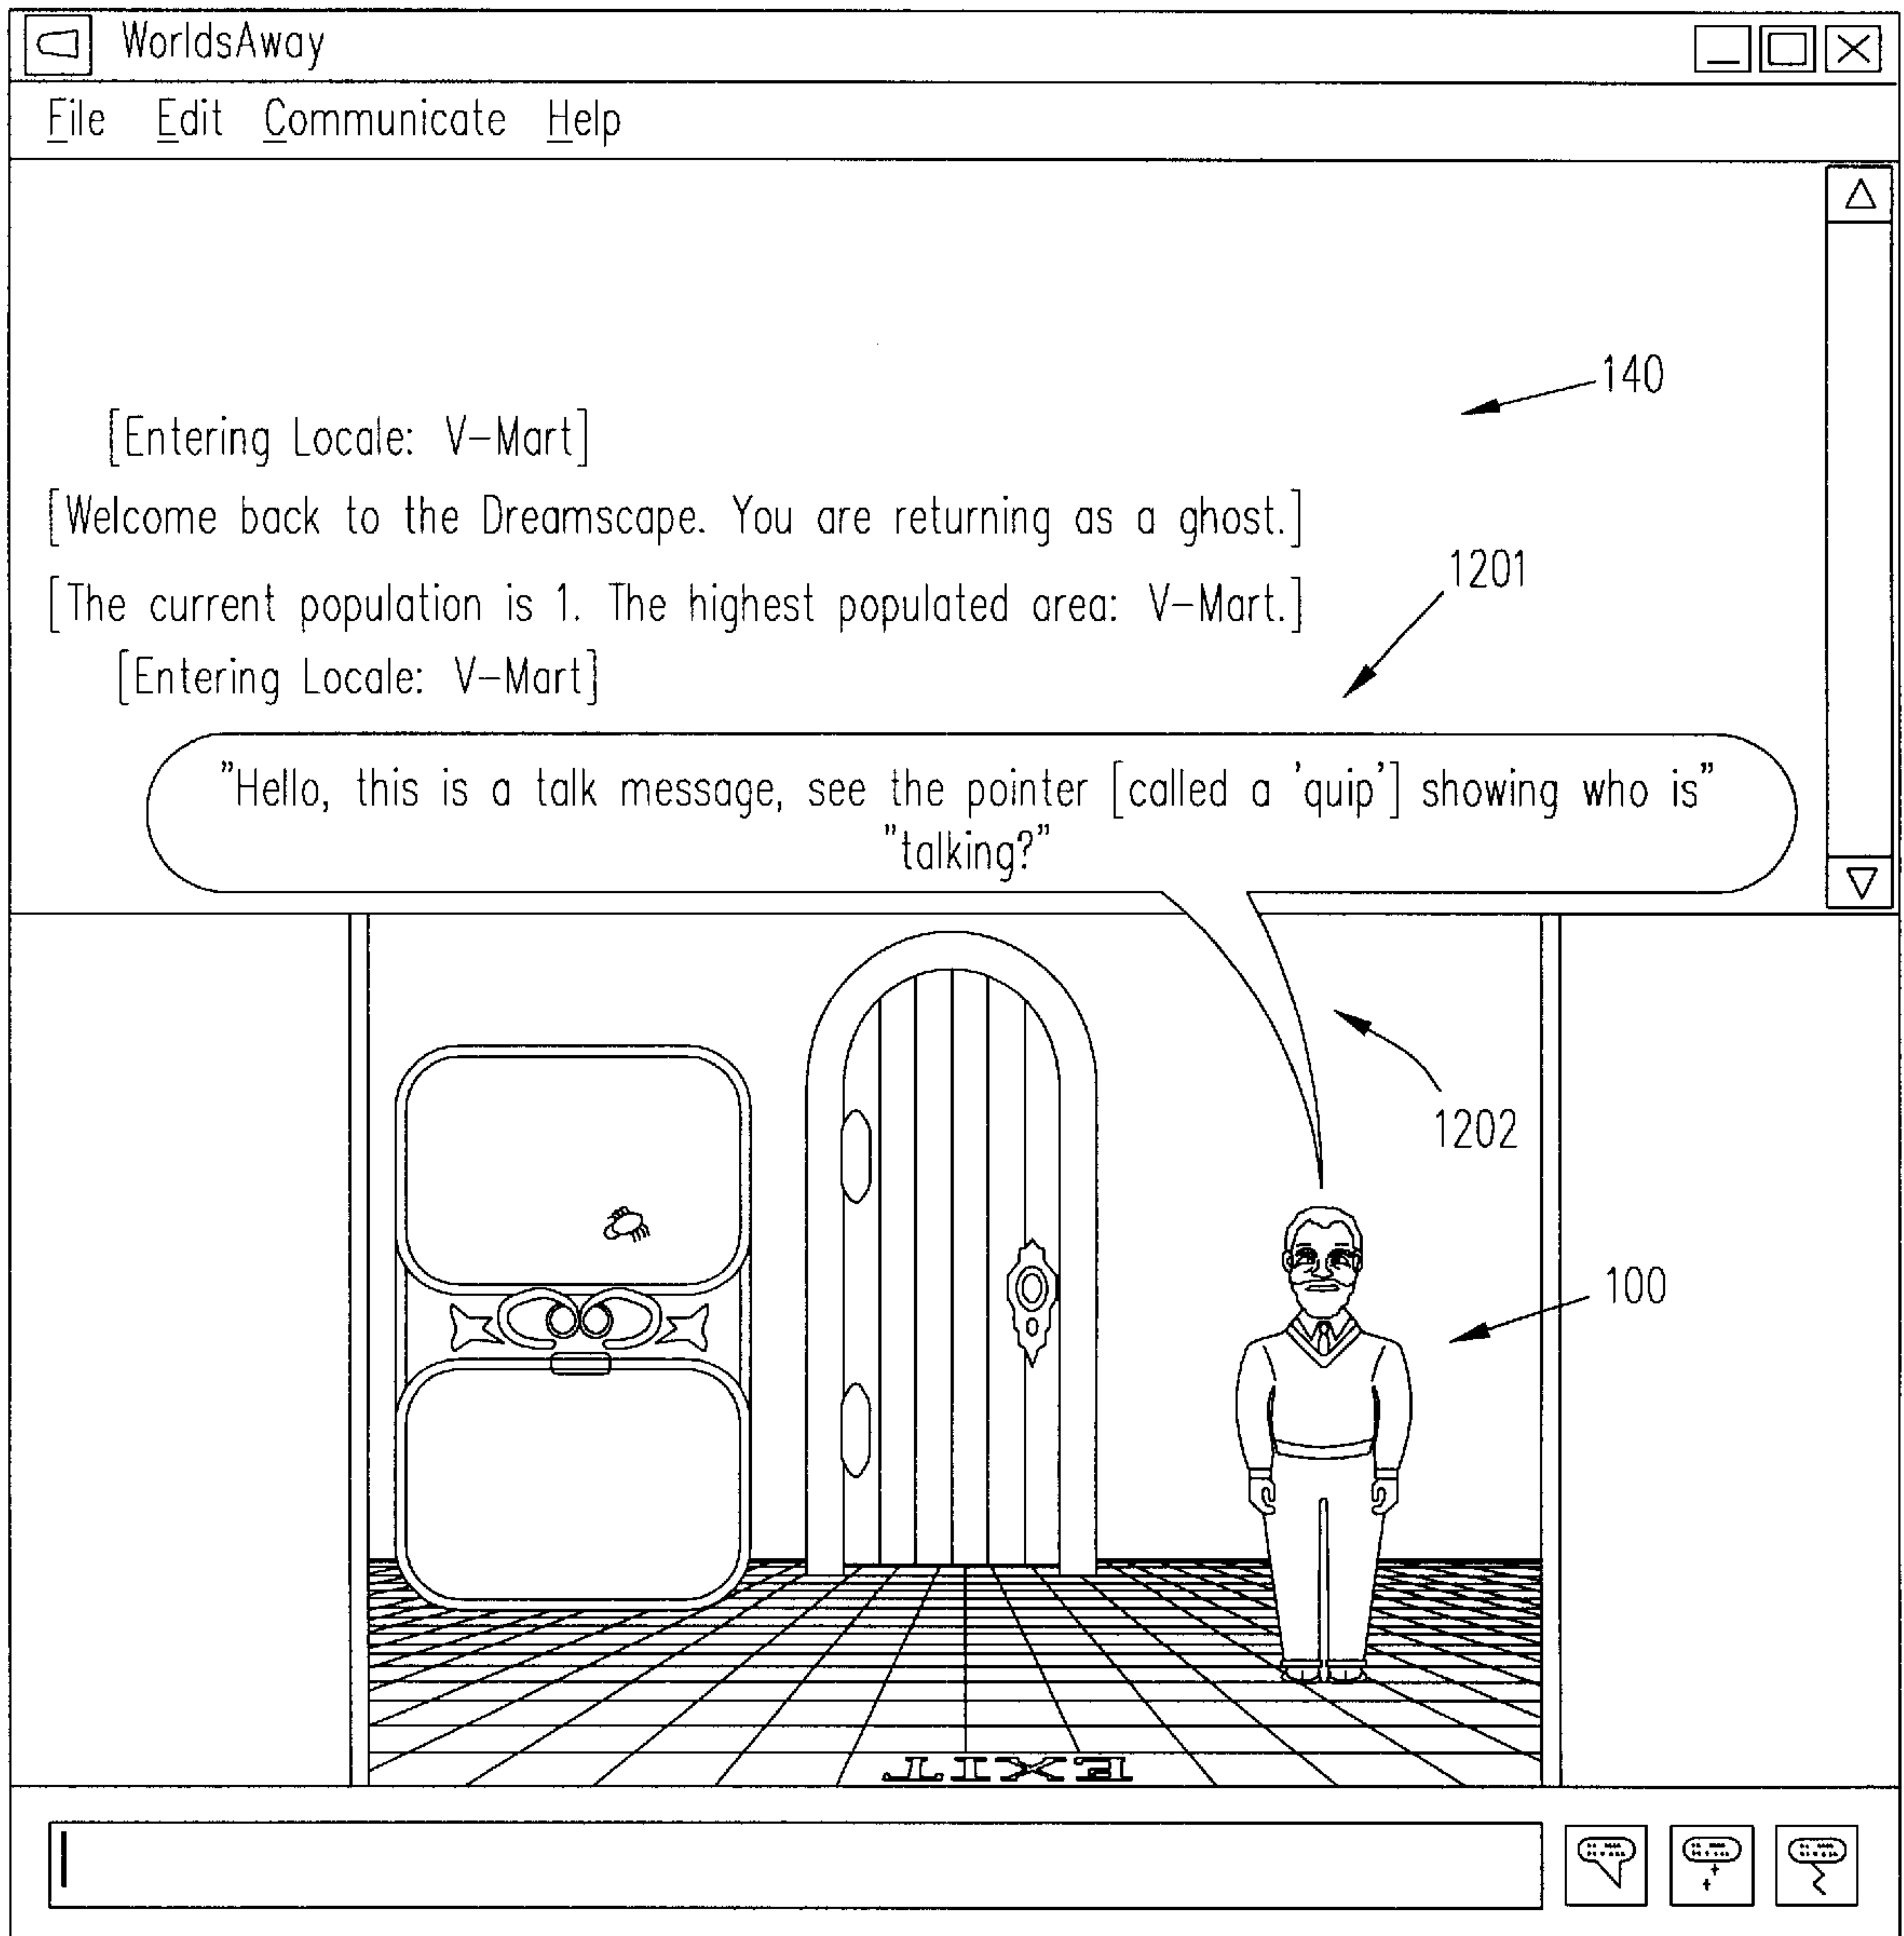 WorldsAway
File Edit Communicate Help
140
[Entering Locale: V-Mart]
[Welcome back to the Dreamscape. You are returning as a ghost.]
1201
[The current population is 1. The highest populated area: V-Mart.]
[Entering Locale: V-Mart]
"Hello, this is a talk message, see the pointer [called a 'quip'] showing who is"
"talking?"
1202
100
EXIT